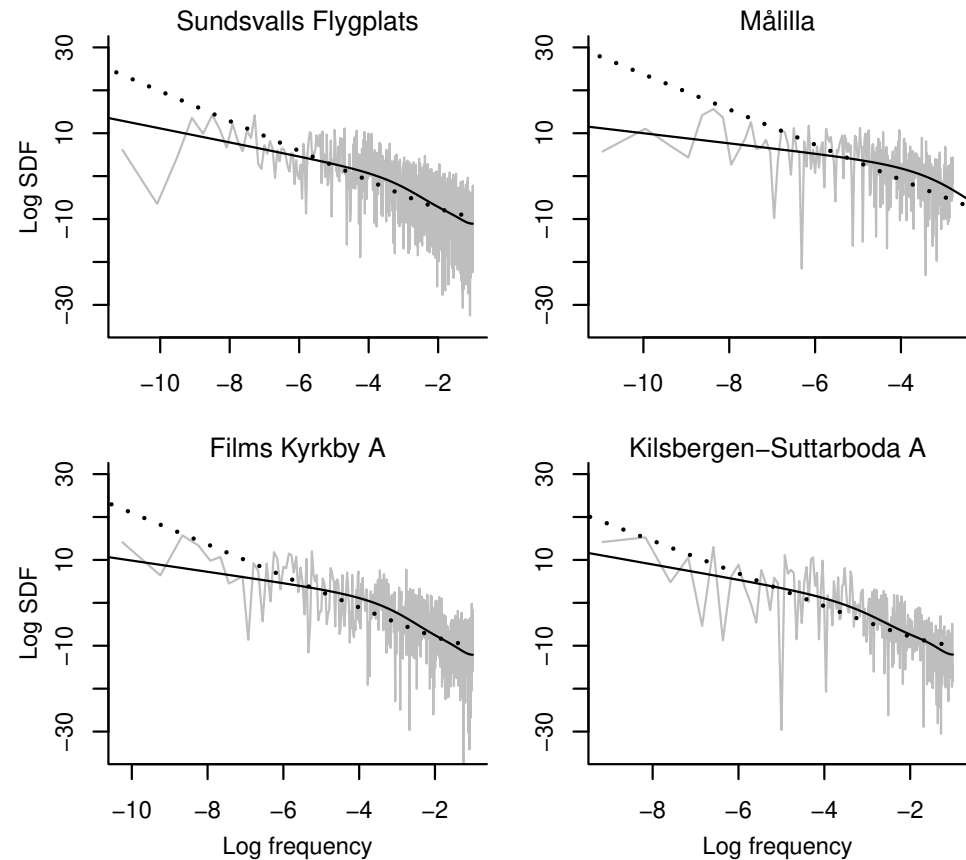 Sundsvalls Flygplats
Målilla
30
10
−10
−30
Log SDF
−10 −8 −6 −4 −2
30
10
−10
−30
−10 −8 −6 −4
Films Kyrkby A
Kilsbergen−Suttarboda A
30
10
−10
−30
Log SDF
−10 −8 −6 −4 −2
Log frequency
30
10
−10
−30
−8 −6 −4 −2
Log frequency